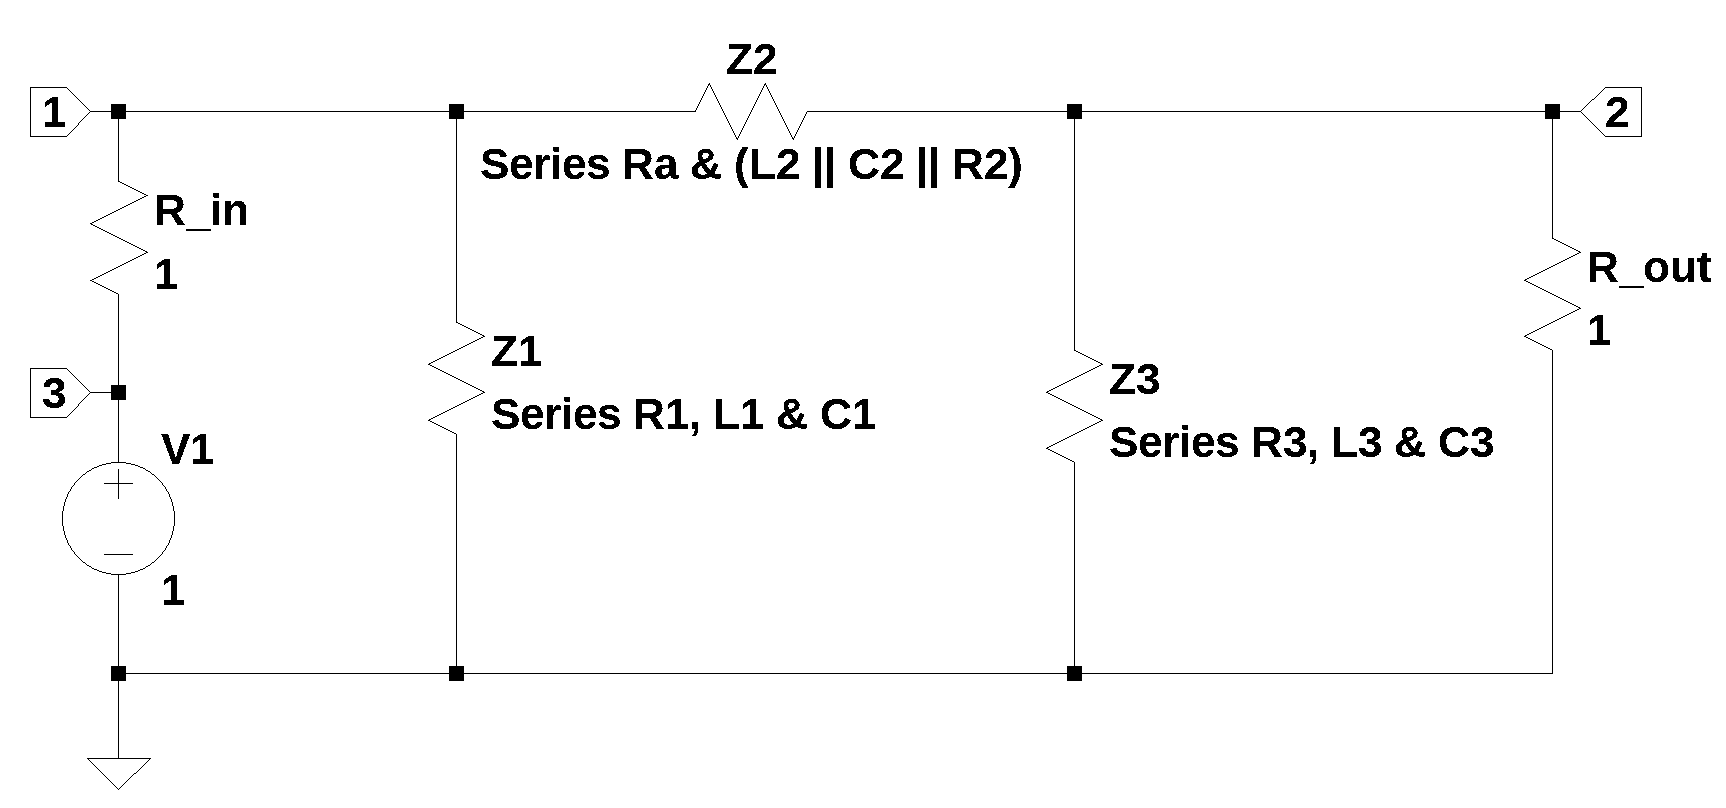 Z2
1
2
Series Ra & (L2 || C2 || R2)
R_in
1
R_out
1
Z1
Series R1, L1 & C1
Z3
Series R3, L3 & C3
3
V1
1